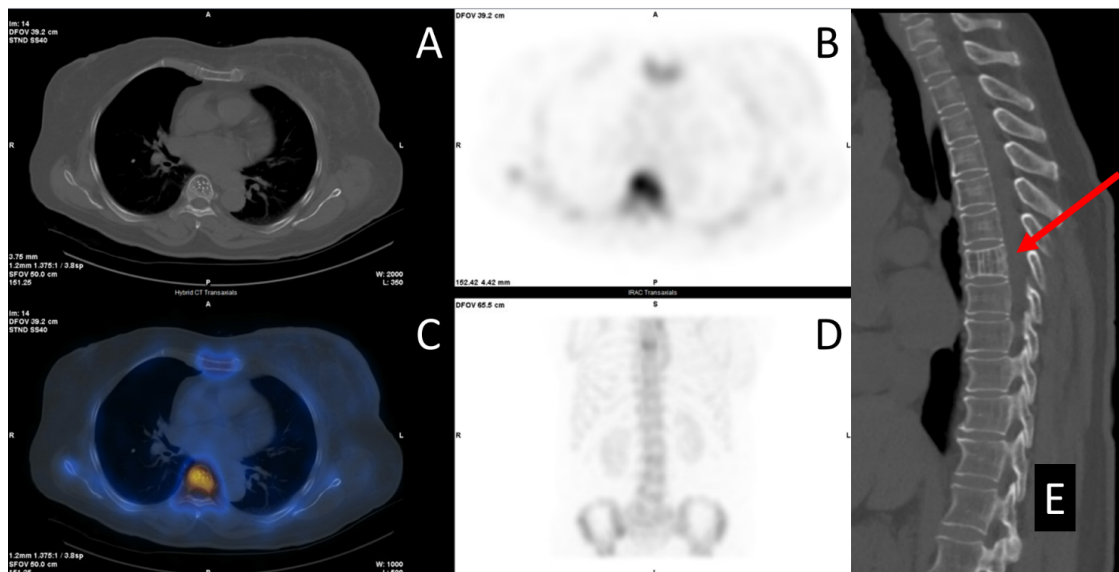 A
Im: 14
DFOV 39.2 cm
STND SS40
A
R
L
3.75 mm
1.2mm 1.375:1 / 3.8sp
SFOV 50.0 cm
151.25
P
W: 2000
L: 350
Hybrid CT Transaxials
DFOV 39.2 cm
A
B
R
L
152.42 4.42 mm
P
IRAC Transaxials
A
Im: 14
DFOV 39.2 cm
STND SS40
C
R
L
1.2mm 1.375:1 / 3.8sp
SFOV 50.0 cm
W: 1000
DFOV 65.5 cm
S
D
R
L
E